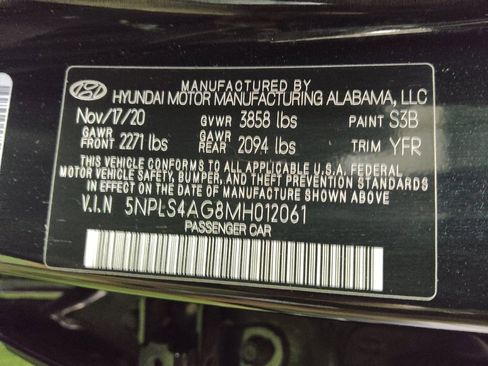 MANUFACTURED BY
HYUNDAI MOTOR MANUFACTURING ALABAMA, LLC
Nov/17/20 GVWR 3858 lbs PAINT S3B
GAWR FRONT 2271 lbs GAWR REAR 2094 lbs TRIM YFR
THIS VEHICLE CONFORMS TO ALL APPLICABLE U.S.A. FEDERAL
MOTOR VEHICLE SAFETY, BUMPER, AND THEFT PREVENTION
STANDARDS IN EFFECT ON THE DATE OF MANUFACTURE SHOWN ABOVE.
V.I.N 5NPLS4AG8MH012061
PASSENGER CAR